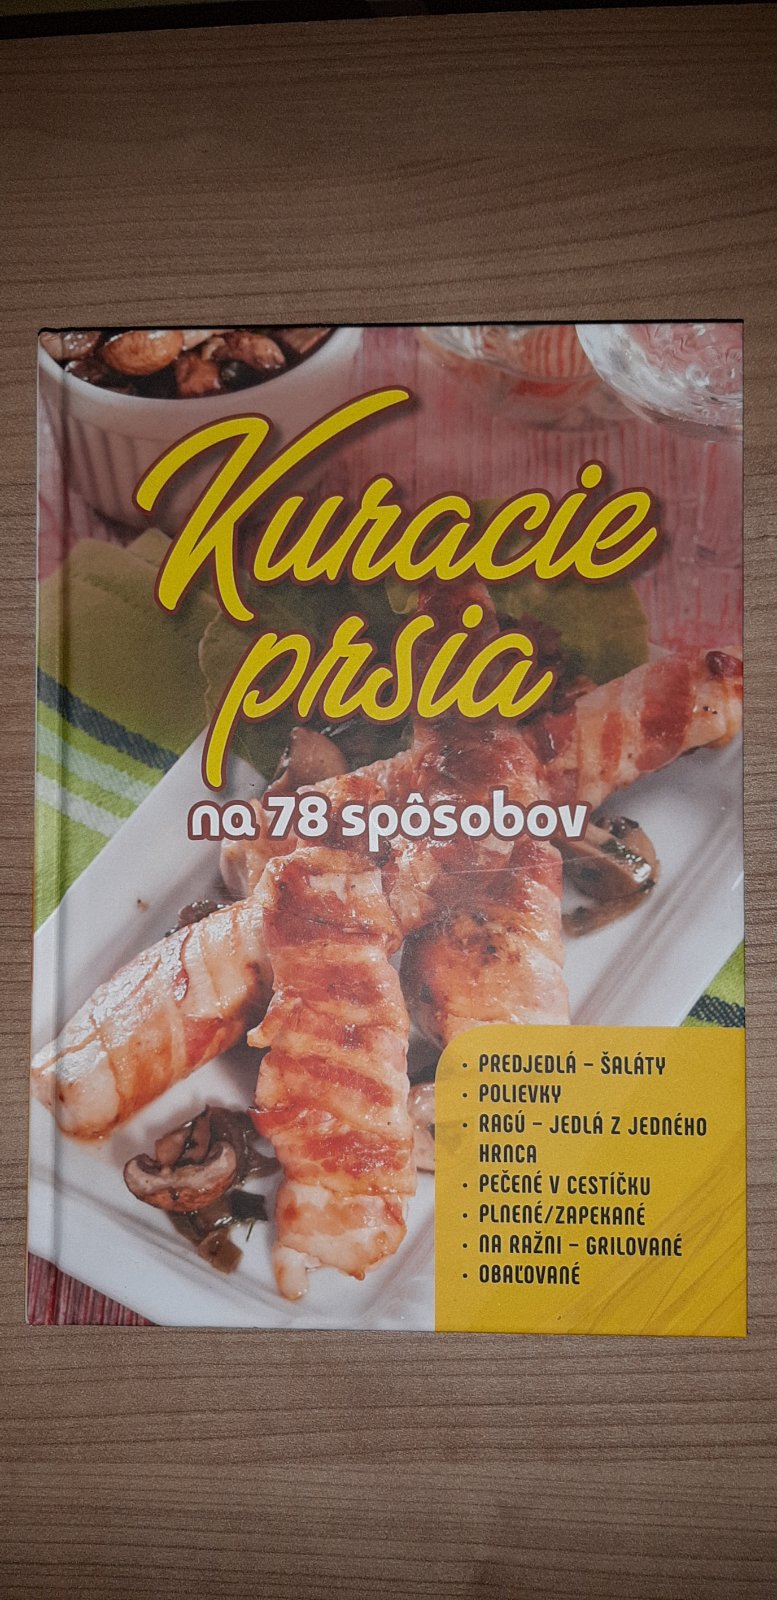 Kuracie
prsia
na 78 spôsobov
• PREDJEDLÁ – ŠALÁTY
• POLIEVKY
• RAGÚ – JEDLÁ Z JEDNÉHO
HRNCA
• PEČENÉ V CESTÍČKU
• PLNENÉ/ZAPEKANÉ
• NA RAŽNI – GRILOVANÉ
• OBAĽOVANÉ